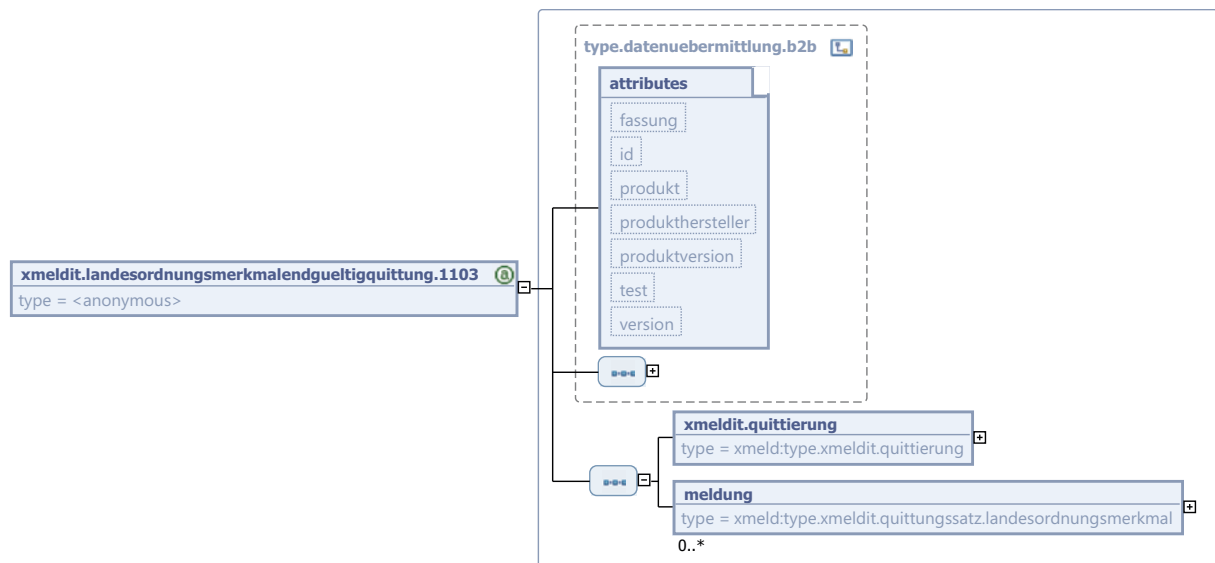 type.datenuebermittlung.b2b
attributes
fassung
id
produkt
produkthersteller
produktversion
test
version
xmeldit.landesordnungsmerkmalendgueltigquittung.1103 a
type = <anonymous>
xmeldit.quittierung
type = xmeld:type.xmeldit.quittierung
meldung
type = xmeld:type.xmeldit.quittungssatz.landesordnungsmerkmal
0..*